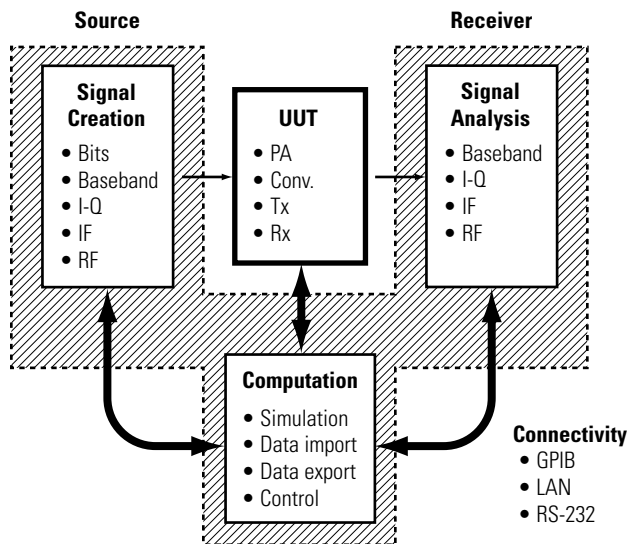 Source
Receiver
Signal
Creation
• Bits
• Baseband
• I-Q
• IF
• RF
UUT
• PA
• Conv.
• Tx
• Rx
Signal
Analysis
• Baseband
• I-Q
• IF
• RF
Computation
• Simulation
• Data import
• Data export
• Control
Connectivity
• GPIB
• LAN
• RS-232